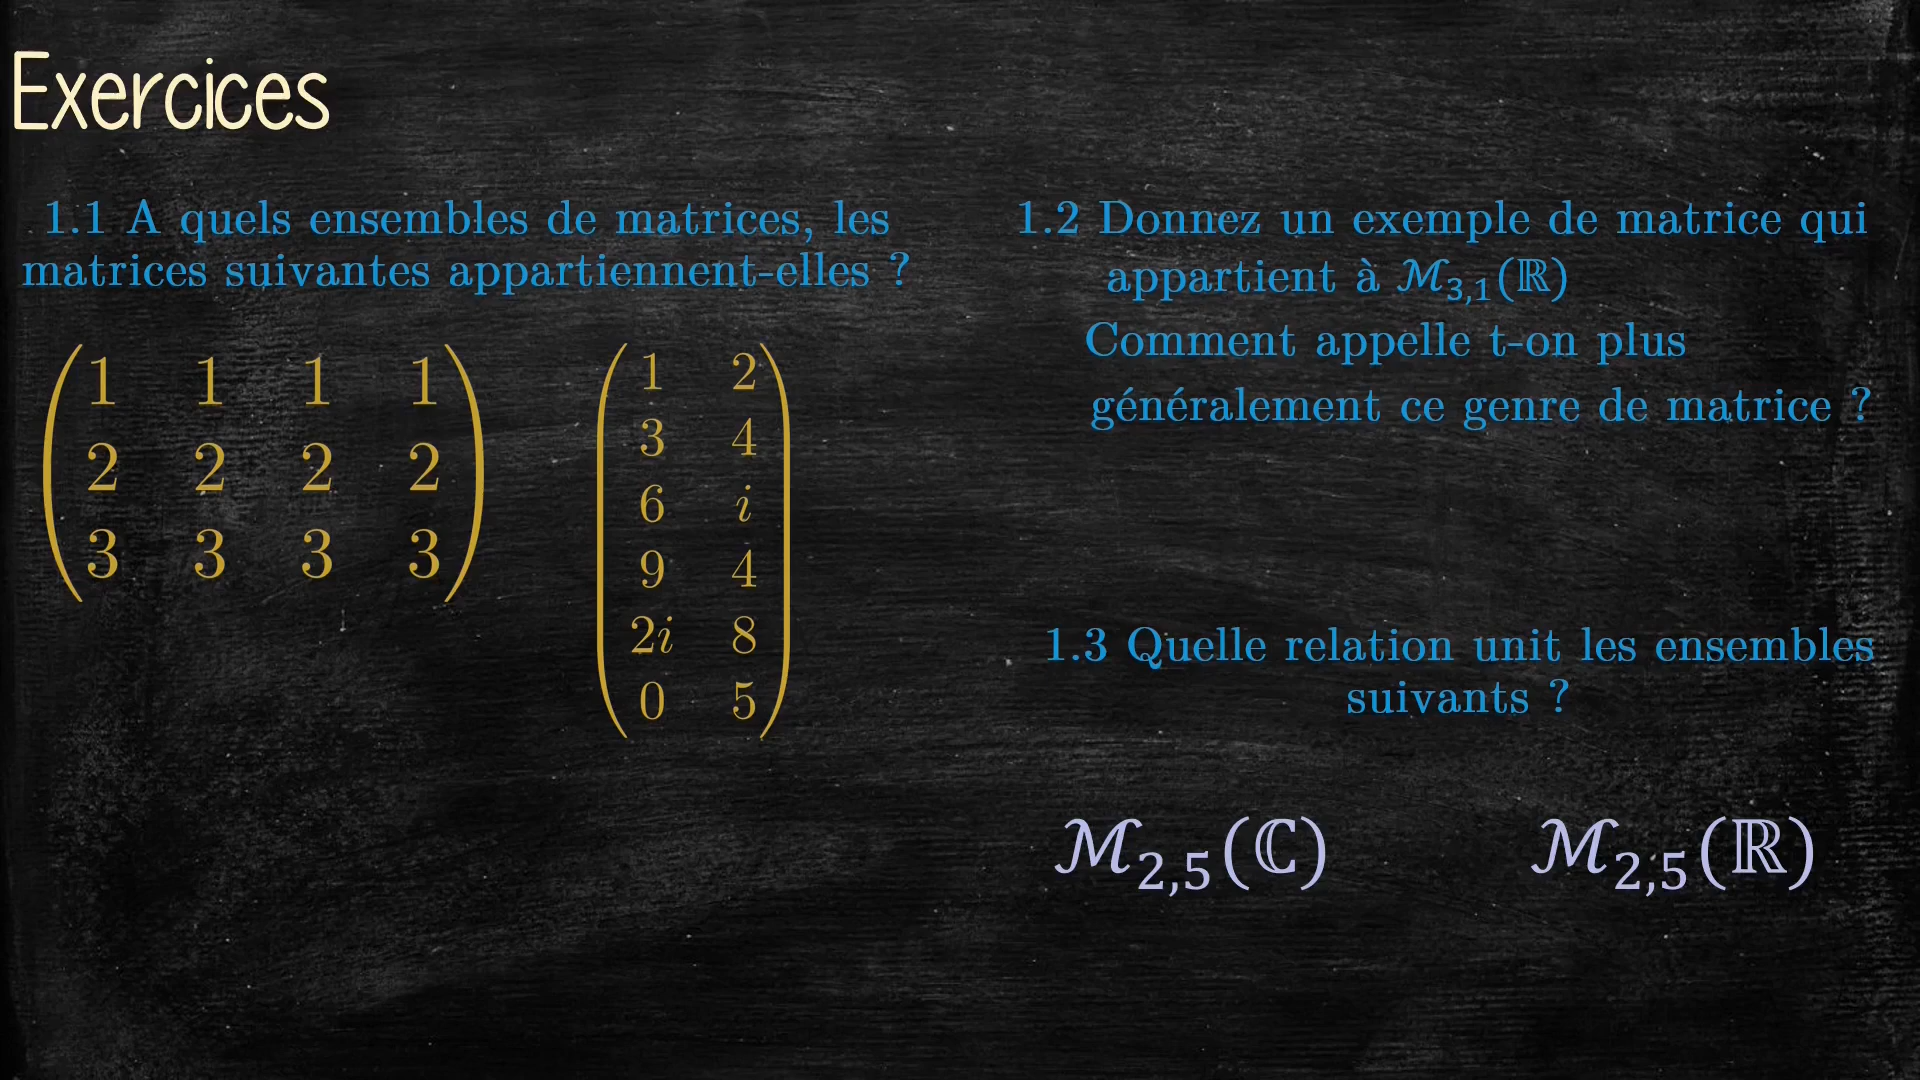 Exercices
1.1 A quels ensembles de matrices, les
matrices suivantes appartiennent-elles ?
1 1 1 1
2 2 2 2
3 3 3 3
1 2
3 4
6 i
9 4
2i 8
0 5
1.2 Donnez un exemple de matrice qui
appartient à ℳ3,1(ℝ)
Comment appelle t-on plus
généralement ce genre de matrice ?
1.3 Quelle relation unit les ensembles
suivants ?
ℳ2,5(ℂ) ℳ2,5(ℝ)